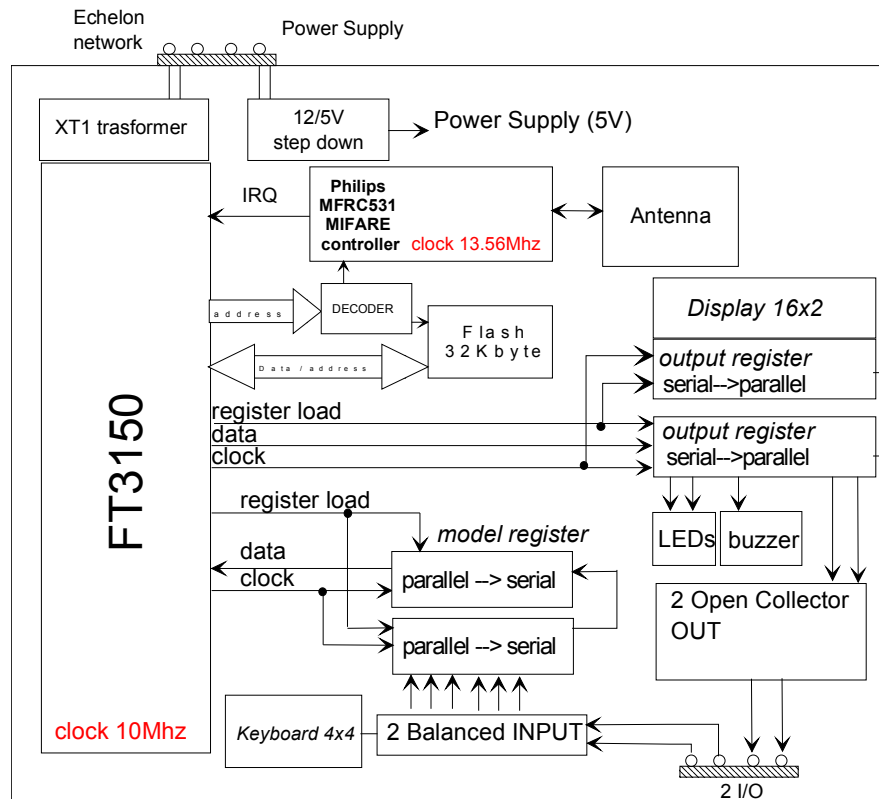 Echelon
network
Power Supply
XT1 trasformer
12/5V
step down
Power Supply (5V)
IRQ
Philips
MFRC531
MIFARE
controller
clock 13.56Mhz
Antenna
address
DECODER
Flash
32Kbyte
Data / address
Display 16x2
output register
serial-->parallel
FT3150
register load
data
clock
output register
serial-->parallel
register load
data
clock
model register
parallel --> serial
parallel --> serial
LEDs
buzzer
2 Open Collector
OUT
clock 10Mhz
Keyboard 4x4
2 Balanced INPUT
2 I/O